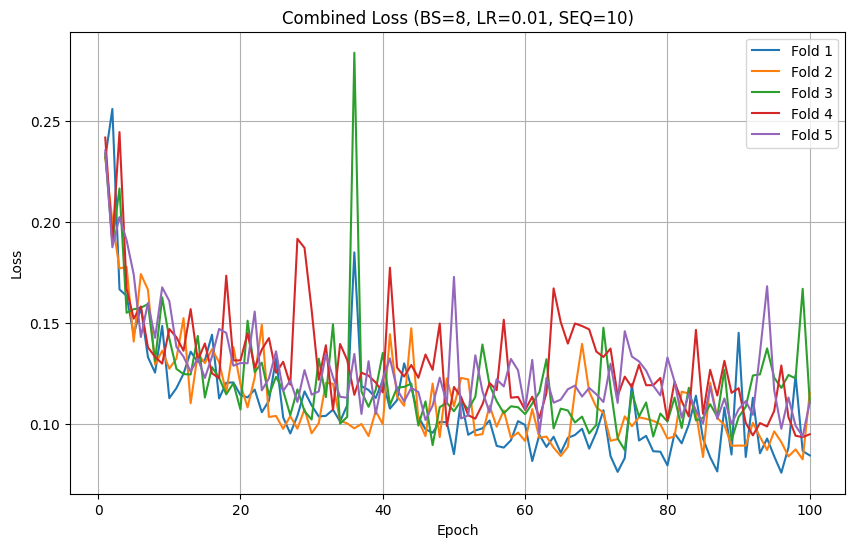 Combined Loss (BS=8, LR=0.01, SEQ=10)
Fold 1
Fold 2
Fold 3
Fold 4
Fold 5
0.25
0.20
0.15
0.10
Loss
0 20 40 60 80 100
Epoch